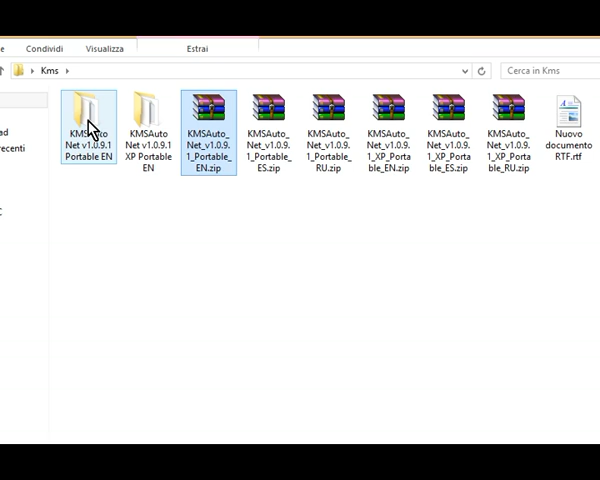 e Condividi Visualizza Estrai
Kms
Cerca in Kms
ad
recenti
C
KMSAuto
Net v1.0.9.1
Portable EN
KMSAuto
Net v1.0.9.1
XP Portable
EN
KMSAuto_
Net_v1.0.9.
1_Portable_
EN.zip
KMSAuto_
Net_v1.0.9.
1_Portable_
ES.zip
KMSAuto_
Net_v1.0.9.
1_Portable_
RU.zip
KMSAuto_
Net_v1.0.9.
1_XP_Porta
ble_EN.zip
KMSAuto_
Net_v1.0.9.
1_XP_Porta
ble_ES.zip
KMSAuto_
Net_v1.0.9.
1_XP_Porta
ble_RU.zip
Nuovo
documento
RTF.rtf